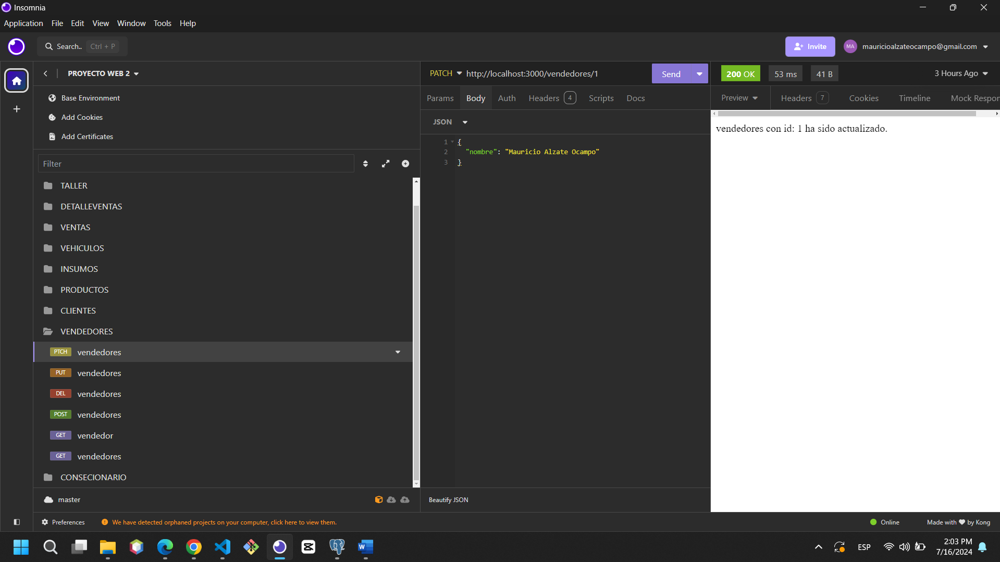 Insomnia
Application File Edit View Window Tools Help
Search.. Ctrl + P
Invite
MA mauricioalzateocampo@gmail.com
PROYECTO WEB 2
Base Environment
Add Cookies
Add Certificates
Filter
TALLER
DETALLEVENTAS
VENTAS
VEHICULOS
INSUMOS
PRODUCTOS
CLIENTES
VENDEDORES
PTCH vendedores
PUT vendedores
DEL vendedores
POST vendedores
GET vendedor
GET vendedores
CONSECIONARIO
master
PATCH http://localhost:3000/vendedores/1 Send
Params Body Auth Headers 4 Scripts Docs
JSON
1 {
2 "nombre": "Mauricio Alzate Ocampo"
3 }
Beautify JSON
200 OK 53 ms 41 B 3 Hours Ago
Preview Headers 7 Cookies Timeline Mock Respor
vendedores con id: 1 ha sido actualizado.
Preferences We have detected orphaned projects on your computer, click here to view them.
Online Made with by Kong
ESP
2:03 PM
7/16/2024